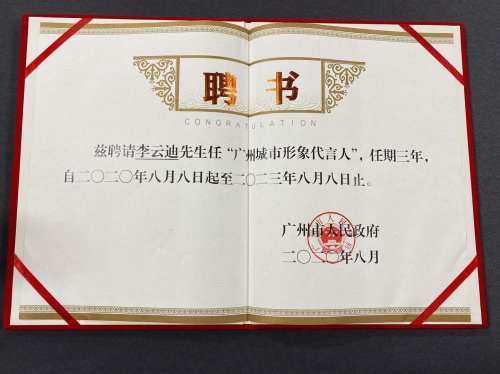 聘书
CONGRATULATION
兹聘请李云迪先生任“广州城市形象代言人”，任期三年，
自二〇二〇年八月八日起至二〇二三年八月八日止。
广州市人民政府
二〇二〇年八月